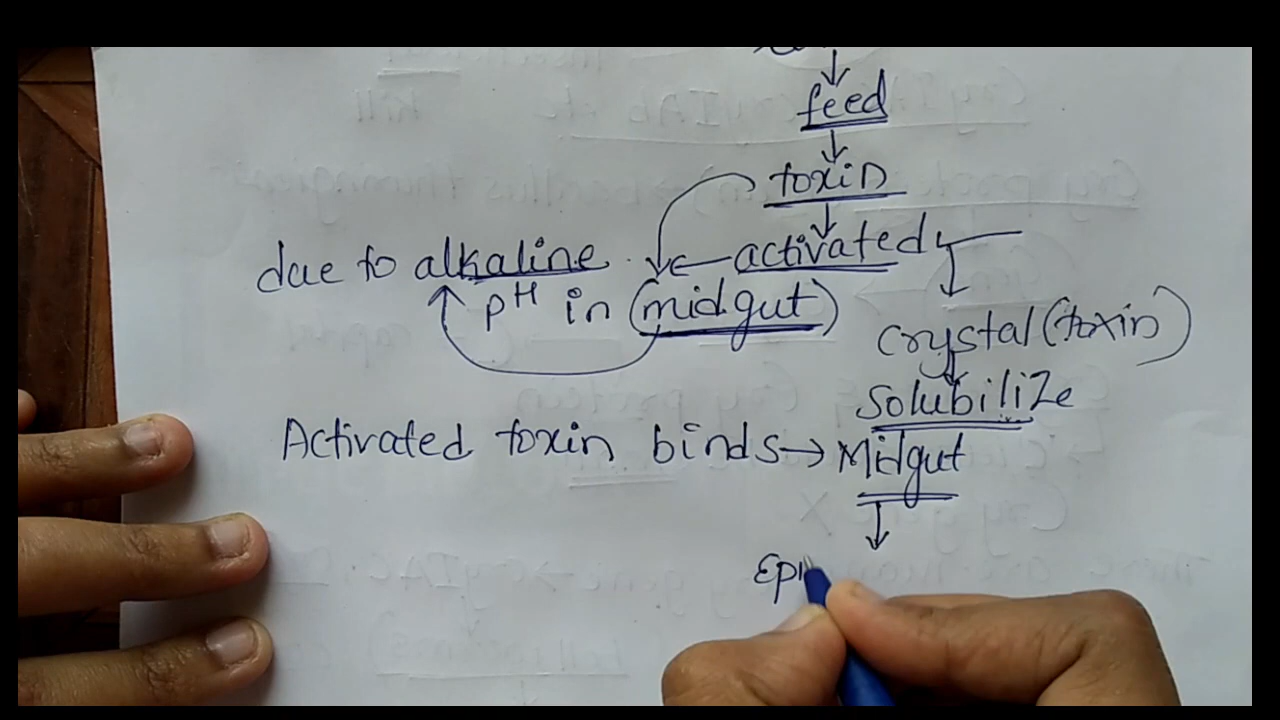 feed
toxin
activated
due to alkaline
pH in (midgut)
crystal (toxin)
solubilize
Activated toxin binds → Midgut
Epi